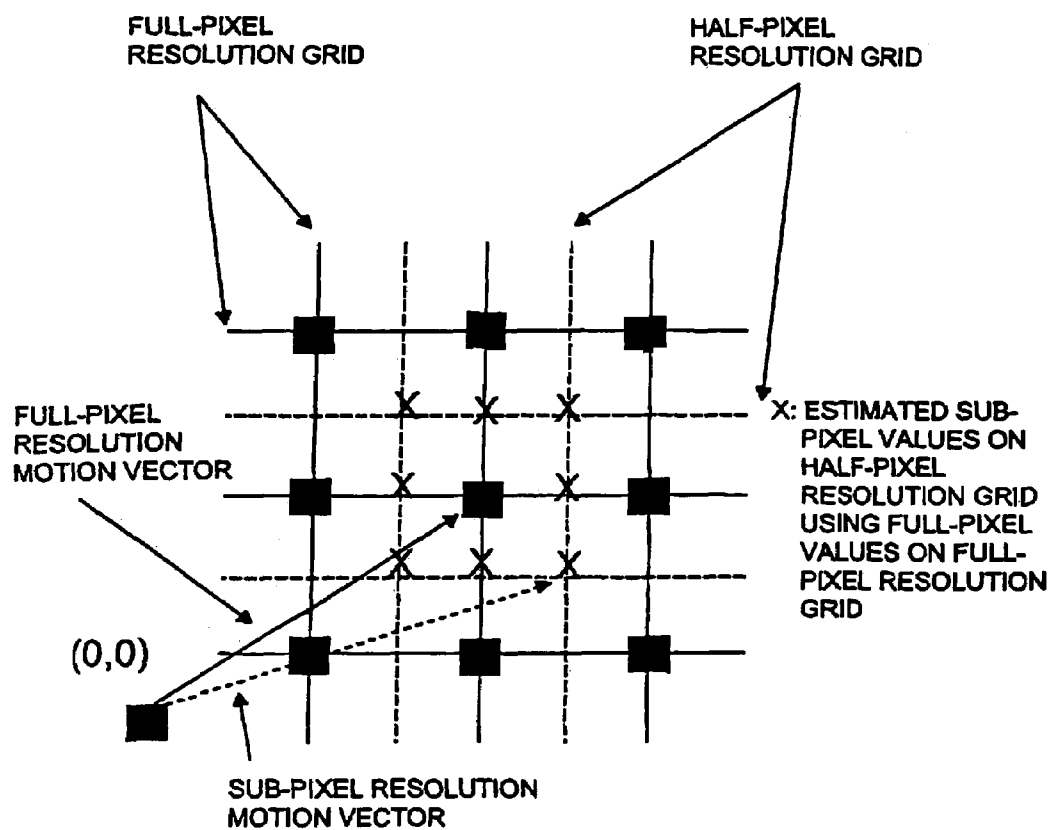 FULL-PIXEL
RESOLUTION GRID
HALF-PIXEL
RESOLUTION GRID
FULL-PIXEL
RESOLUTION
MOTION VECTOR
X X X
X X
X X X
X: ESTIMATED SUB-
PIXEL VALUES ON
HALF-PIXEL
RESOLUTION GRID
USING FULL-PIXEL
VALUES ON FULL-
PIXEL RESOLUTION
GRID
(0,0)
SUB-PIXEL RESOLUTION
MOTION VECTOR